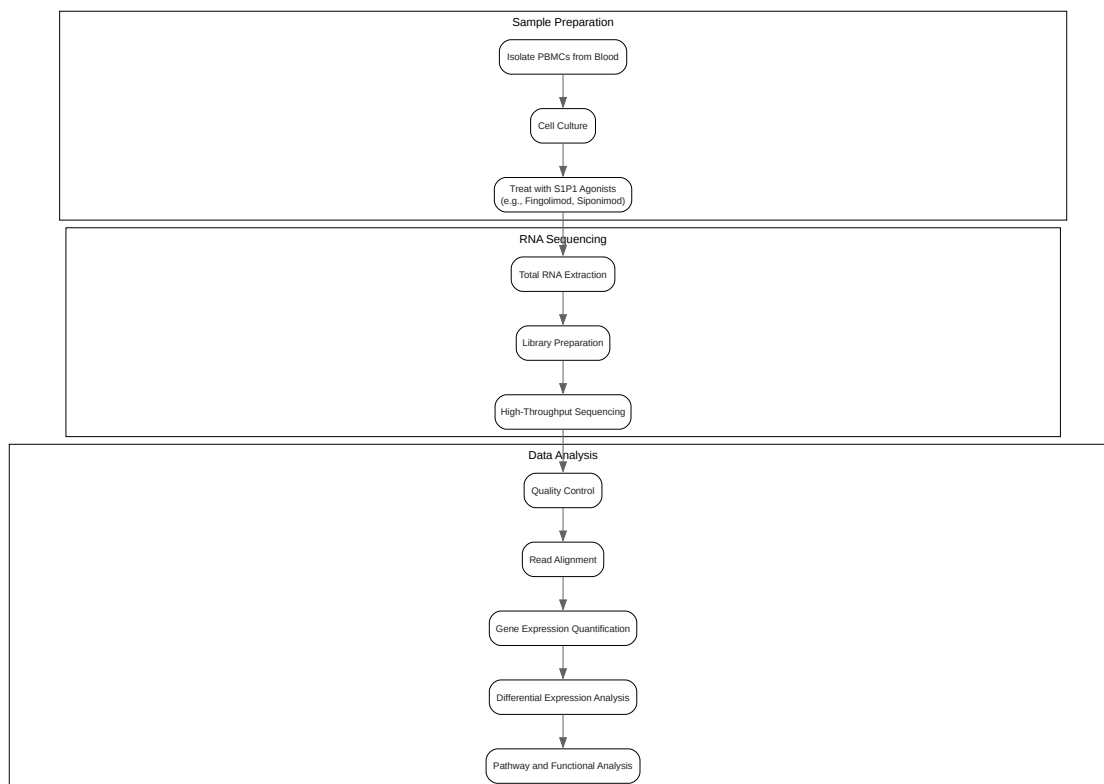 Sample Preparation
Isolate PBMCs from Blood
Cell Culture
Treat with S1P1 Agonists
(e.g., Fingolimod, Siponimod)
RNA Sequencing
Total RNA Extraction
Library Preparation
High-Throughput Sequencing
Data Analysis
Quality Control
Read Alignment
Gene Expression Quantification
Differential Expression Analysis
Pathway and Functional Analysis